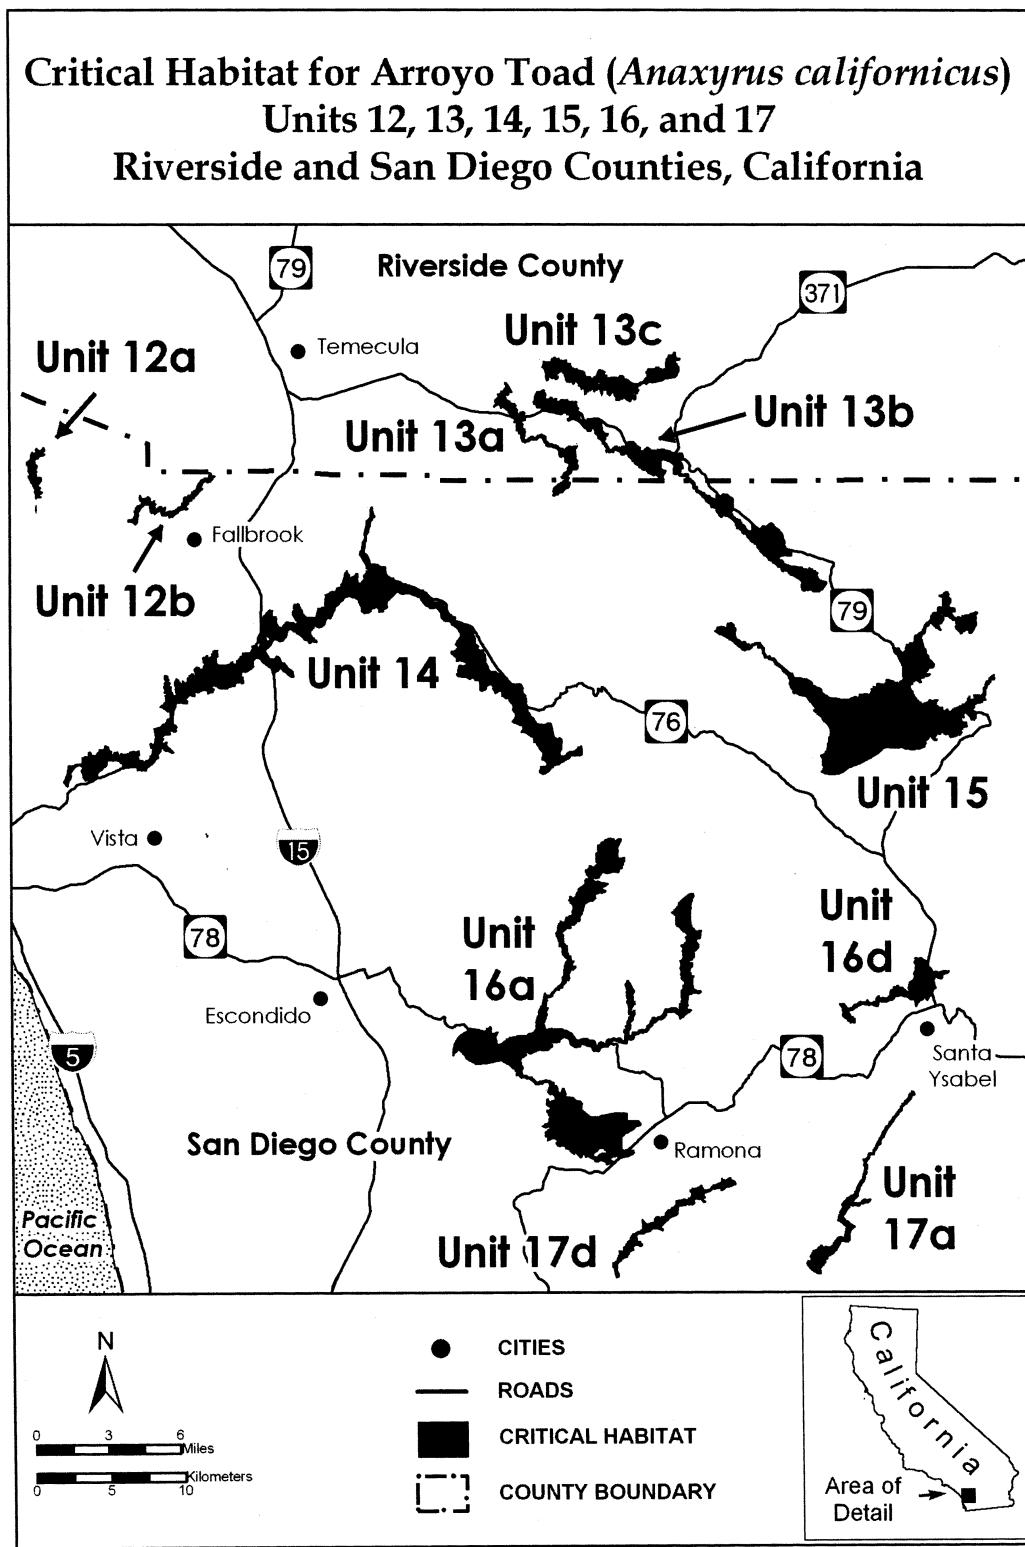 Critical Habitat for Arroyo Toad (Anaxyrus californicus)
Units 12, 13, 14, 15, 16, and 17
Riverside and San Diego Counties, California
79
Riverside County
371
Unit 13c
Temecula
Unit 12a
Unit 13b
Unit 13a
Fallbrook
Unit 12b
79
Unit 14
76
Unit 15
Vista
15
Unit
16a
Unit
16d
78
Escondido
5
78
Santa
Ysabel
San Diego County
Ramona
Unit
17a
Pacific
Ocean
Unit 17d
N
0 3 6
Miles
Kilometers
0 5 10
CITIES
ROADS
CRITICAL HABITAT
COUNTY BOUNDARY
California
Area of
Detail